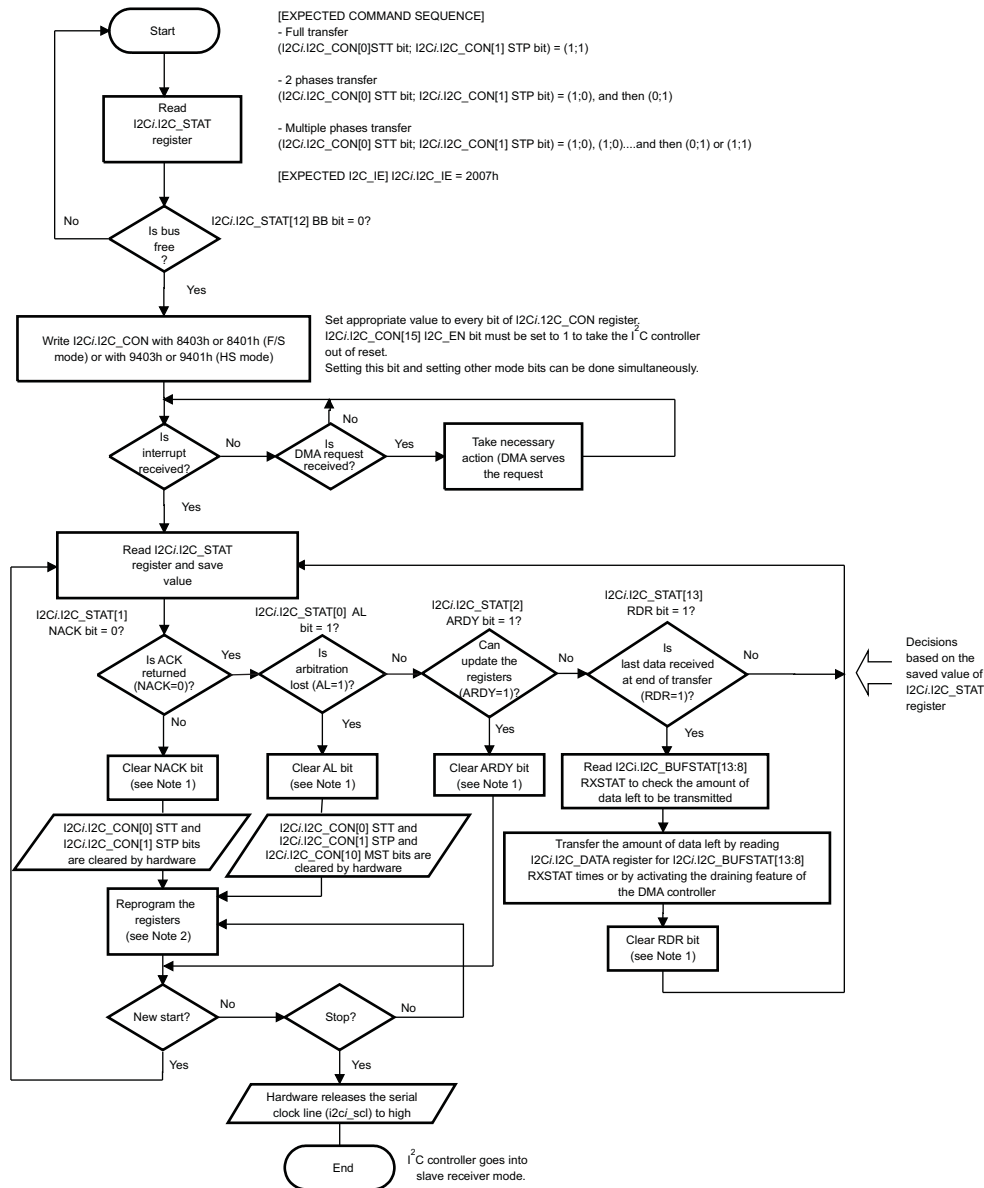 Start
[EXPECTED COMMAND SEQUENCE]
- Full transfer
(I2Ci.I2C_CON[0]STT bit; I2Ci.I2C_CON[1] STP bit) = (1;1)
- 2 phases transfer
(I2Ci.I2C_CON[0] STT bit; I2Ci.I2C_CON[1] STP bit) = (1;0), and then (0;1)
- Multiple phases transfer
(I2Ci.I2C_CON[0] STT bit; I2Ci.I2C_CON[1] STP bit) = (1;0), (1;0)....and then (0;1) or (1;1)
[EXPECTED I2C_IE] I2Ci.I2C_IE = 2007h
Read
I2Ci.I2C_STAT
register
No
I2Ci.I2C_STAT[12] BB bit = 0?
Is bus
free
?
Yes
Write I2Ci.I2C_CON with 8403h or 8401h (F/S
mode) or with 9403h or 9401h (HS mode)
Set appropriate value to every bit of I2Ci.12C_CON register.
I2Ci.I2C_CON[15] I2C_EN bit must be set to 1 to take the I2C controller
out of reset.
Setting this bit and setting other mode bits can be done simultaneously.
Is
interrupt
received?
No
Is
DMA request
received?
No
Yes
Take necessary
action (DMA serves
the request
Yes
Read I2Ci.I2C_STAT
register and save
value
I2Ci.I2C_STAT[1]
NACK bit = 0?
I2Ci.I2C_STAT[0] AL
bit = 1?
I2Ci.I2C_STAT[2]
ARDY bit = 1?
I2Ci.I2C_STAT[13]
RDR bit = 1?
Is ACK
returned
(NACK=0)?
Yes
Is
arbitration
lost (AL=1)?
No
Can
update the
registers
(ARDY=1)?
No
Is
last data received
at end of transfer
(RDR=1)?
No
Decisions
based on the
saved value of
I2Ci.I2C_STAT
register
No
Yes
Yes
Yes
Clear NACK bit
(see Note 1)
Clear AL bit
(see Note 1)
Clear ARDY bit
(see Note 1)
Read I2Ci.I2C_BUFSTAT[13:8]
RXSTAT to check the amount of
data left to be transmitted
I2Ci.I2C_CON[0] STT and
I2Ci.I2C_CON[1] STP bits
are cleared by hardware
I2Ci.I2C_CON[0] STT and
I2Ci.I2C_CON[1] STP and
I2Ci.I2C_CON[10] MST bits are
cleared by hardware
Transfer the amount of data left by reading
I2Ci.I2C_DATA register for I2Ci.I2C_BUFSTAT[13:8]
RXSTAT times or by activating the draining feature of
the DMA controller
Reprogram the
registers
(see Note 2)
Clear RDR bit
(see Note 1)
New start?
No
Stop?
No
Yes
Yes
Hardware releases the serial
clock line (i2ci_scl) to high
End
I2C controller goes into
slave receiver mode.